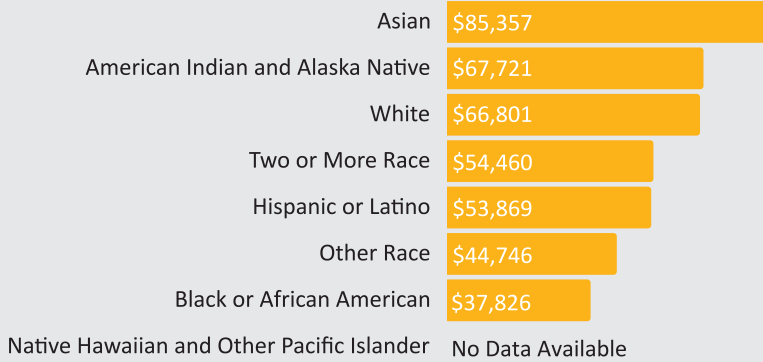 Asian $85,357
American Indian and Alaska Native $67,721
White $66,801
Two or More Race $54,460
Hispanic or Latino $53,869
Other Race $44,746
Black or African American $37,826
Native Hawaiian and Other Pacific Islander No Data Available